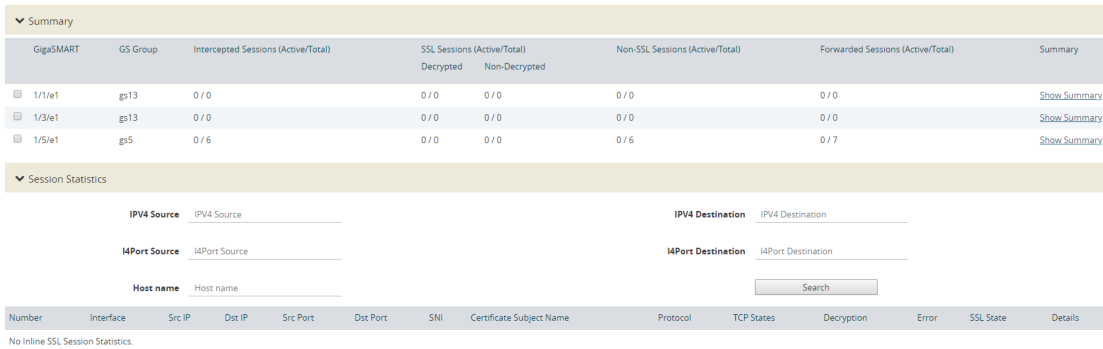 Summary
GigaSMART GS Group Intercepted Sessions (Active/Total) SSL Sessions (Active/Total) Non-SSL Sessions (Active/Total) Forwarded Sessions (Active/Total) Summary
Decrypted Non-Decrypted
1/1/e1 gs13 0 / 0 0 / 0 0 / 0 0 / 0 0 / 0 Show Summary
1/3/e1 gs13 0 / 0 0 / 0 0 / 0 0 / 0 0 / 0 Show Summary
1/5/e1 gs5 0 / 6 0 / 0 0 / 0 0 / 6 0 / 7 Show Summary
Session Statistics
IPV4 Source IPV4 Source IPV4 Destination IPV4 Destination
l4Port Source l4Port Source l4Port Destination l4Port Destination
Host name Host name Search
Number Interface Src IP Dst IP Src Port Dst Port SNI Certificate Subject Name Protocol TCP States Decryption Error SSL State Details
No Inline SSL Session Statistics.